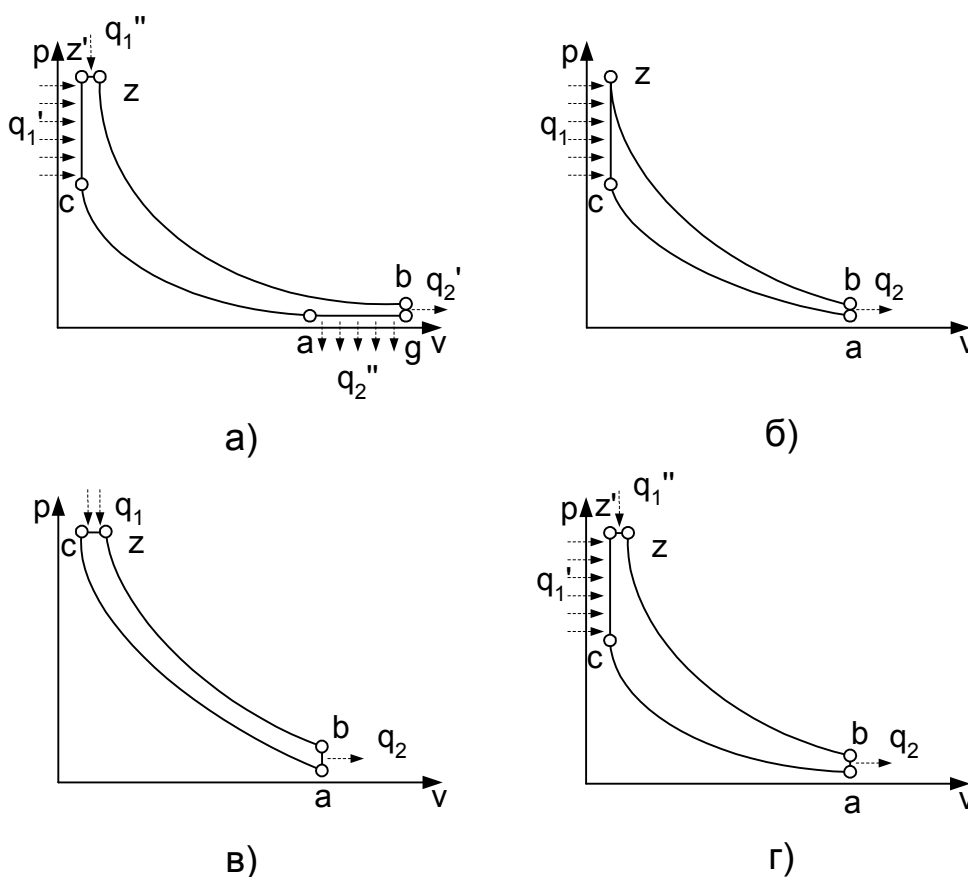 p z' q₁" z
q₁'
c
b q₂'
a g v
q₂"
а)
p z
q₁
c
b q₂
a v
б)
p q₁
c z
b
q₂
a v
в)
p z' q₁" z
q₁'
c
b q₂
a v
г)